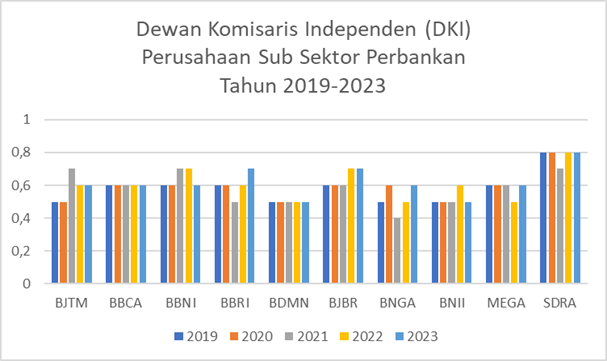 Dewan Komisaris Independen (DKI)
Perusahaan Sub Sektor Perbankan
Tahun 2019-2023
1
0,8
0,6
0,4
0,2
0
BJTM BBCA BBNI BBRI BDMN BJBR BNGA BNII MEGA SDRA
2019 2020 2021 2022 2023